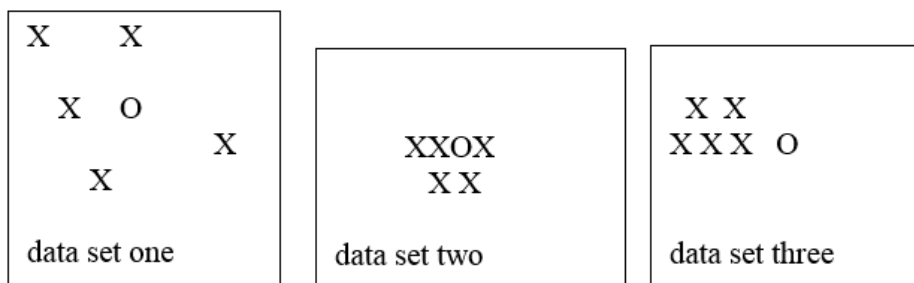 X X
X O
X
X
data set one
XXOX
X X
data set two
X X
X X X O
data set three